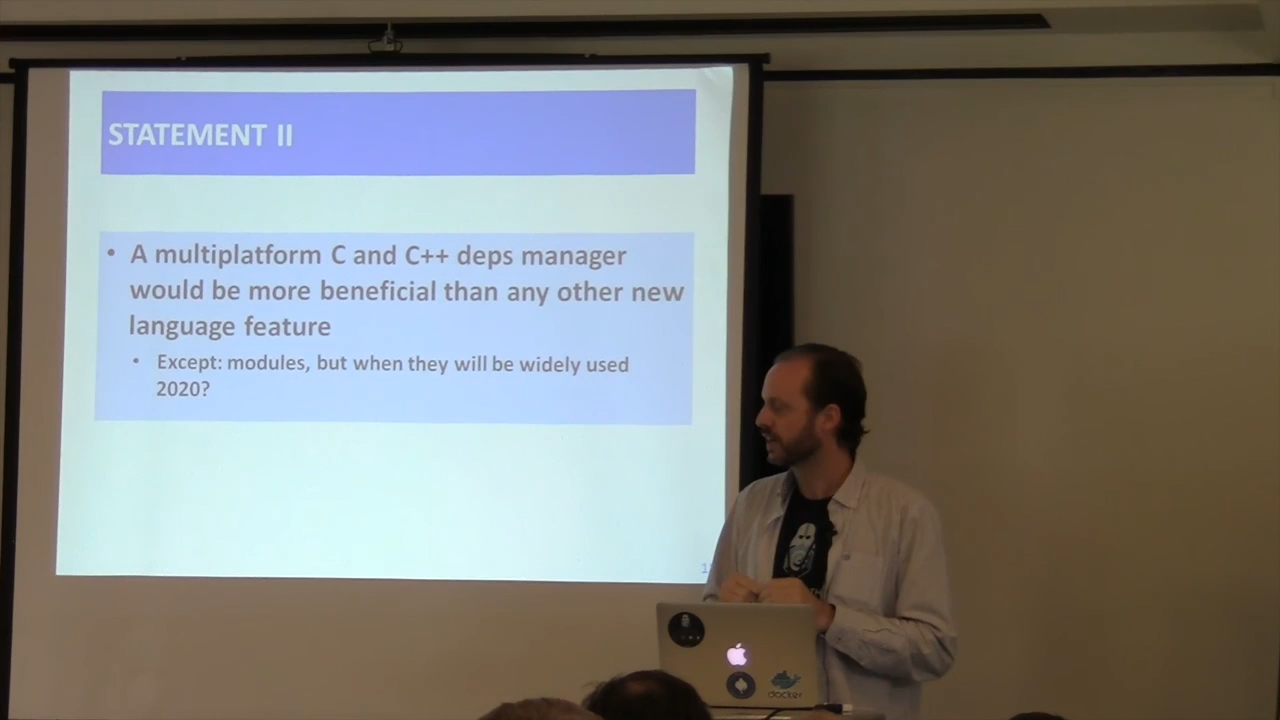 STATEMENT II
• A multiplatform C and C++ deps manager
would be more beneficial than any other new
language feature
• Except: modules, but when they will be widely used
2020?
docker